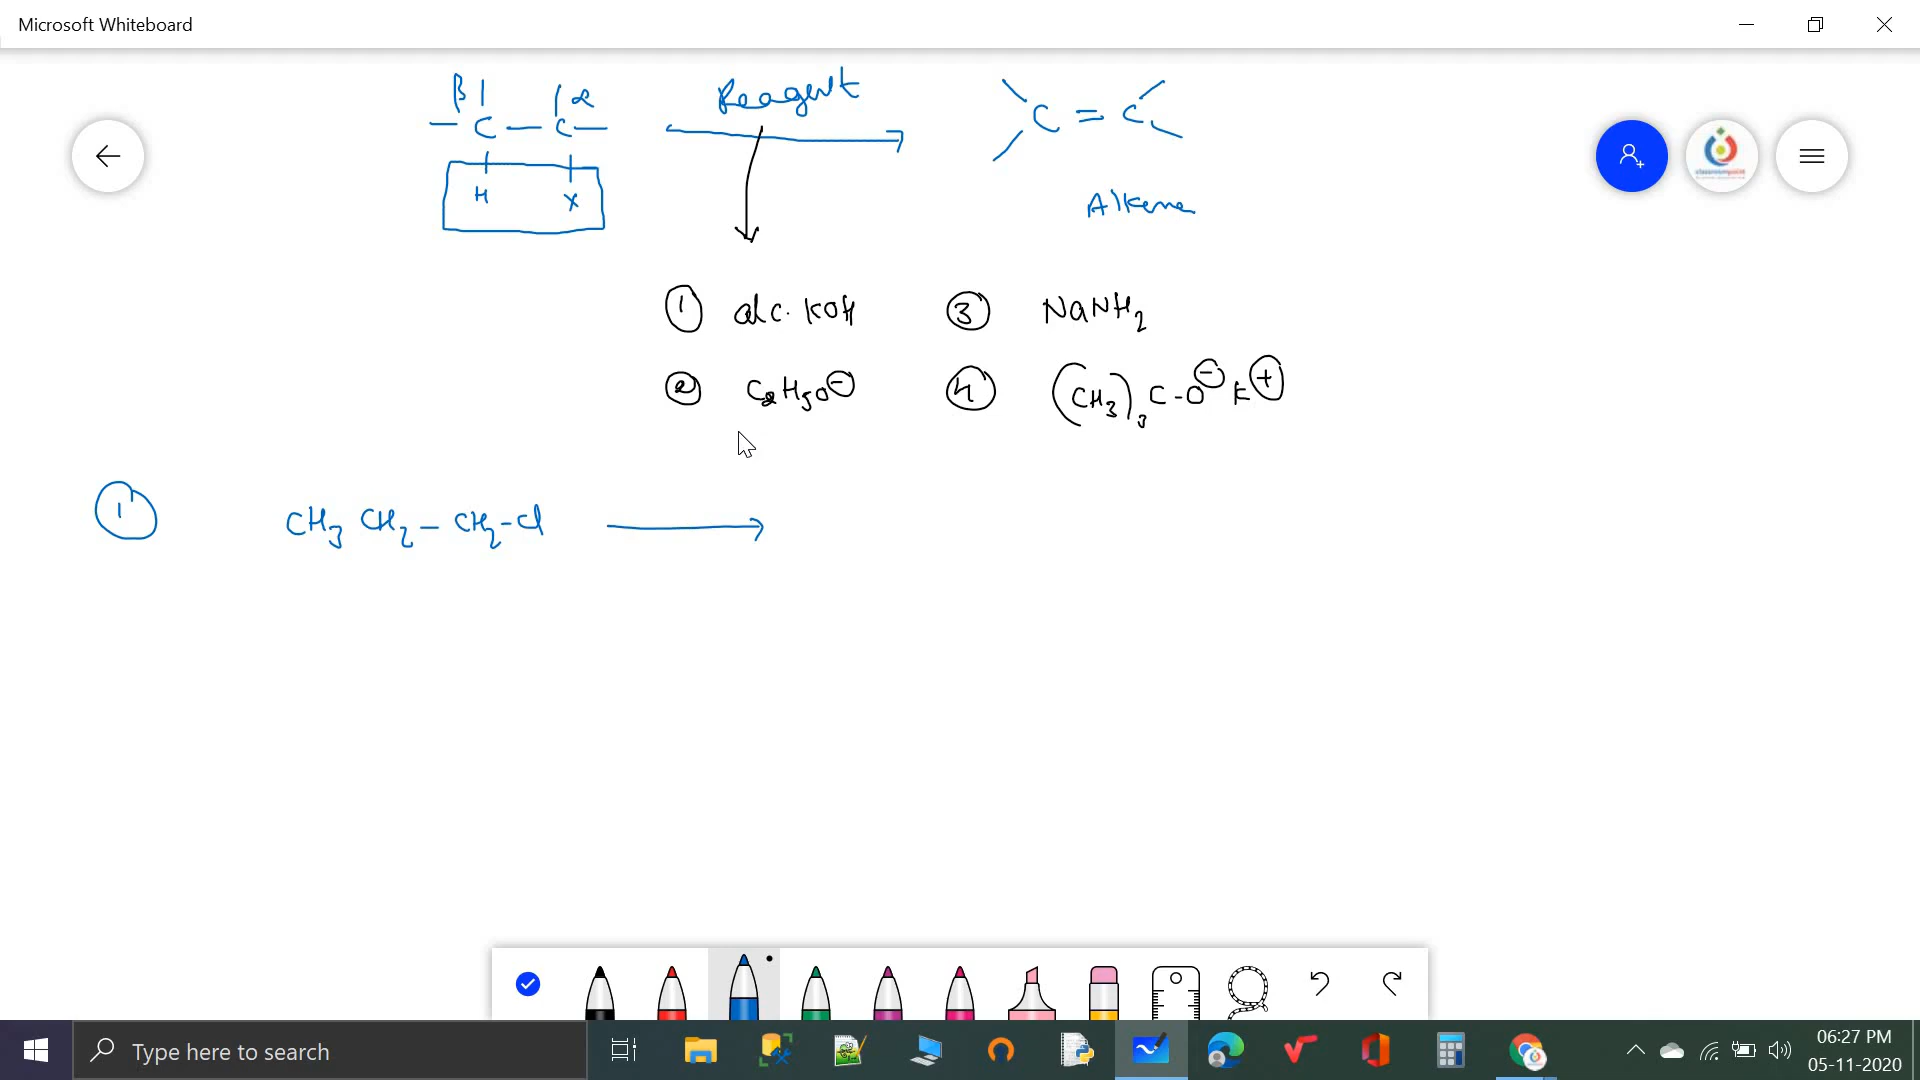 Microsoft Whiteboard
β α Reagent
— C — C — C = C
H X
Alkene
① alc. KOH ③ NaNH₂
② C₂H₅O⊖ ④ (CH₃)₃C-O⊖ K⊕
① CH₃ CH₂ — CH₂-Cl ⟶
Type here to search
06:27 PM
05-11-2020